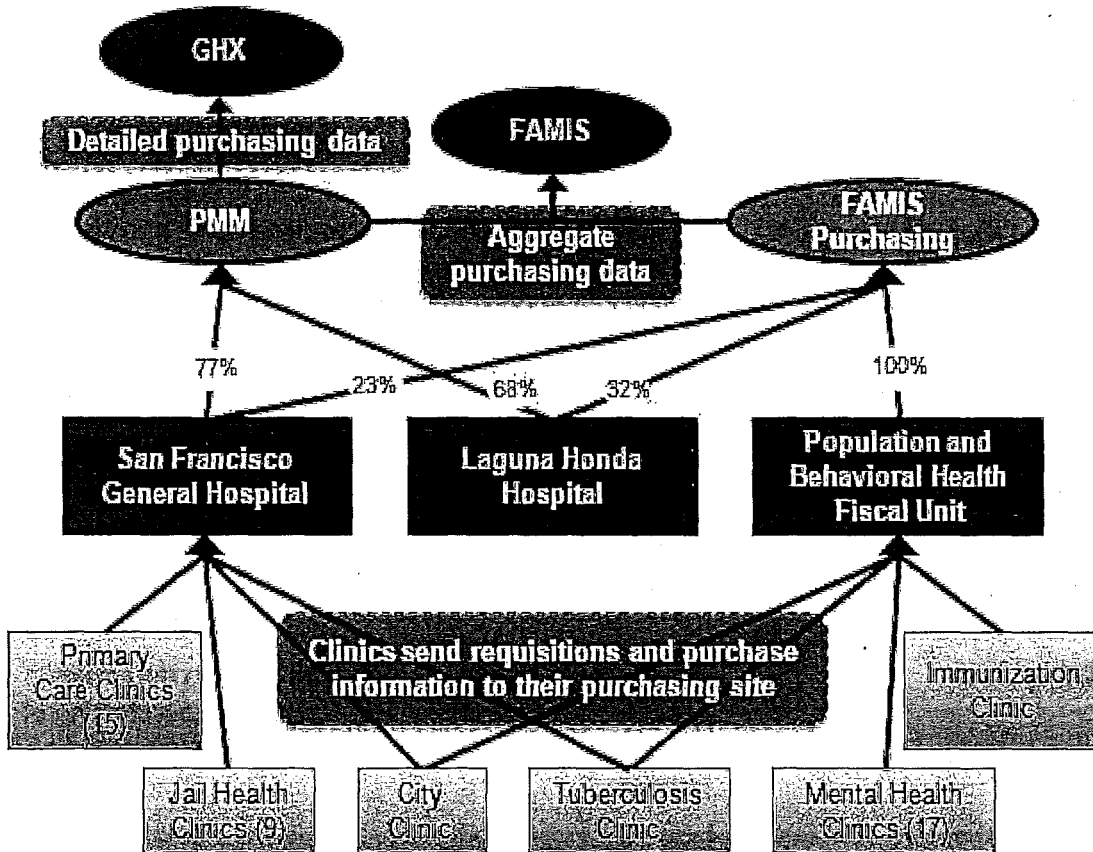 GHX
Detailed purchasing data
FAMIS
PMM
Aggregate
purchasing data
FAMIS
Purchasing
77%
23%
68%
32%
100%
San Francisco
General Hospital
Laguna Honda
Hospital
Population and
Behavioral Health
Fiscal Unit
Clinics send requisitions and purchase
information to their purchasing site
Primary
Care Clinics
(15)
Immunization
Clinic
Jail Health
Clinics (9)
City
Clinic
Tuberculosis
Clinic
Mental Health
Clinics (17)